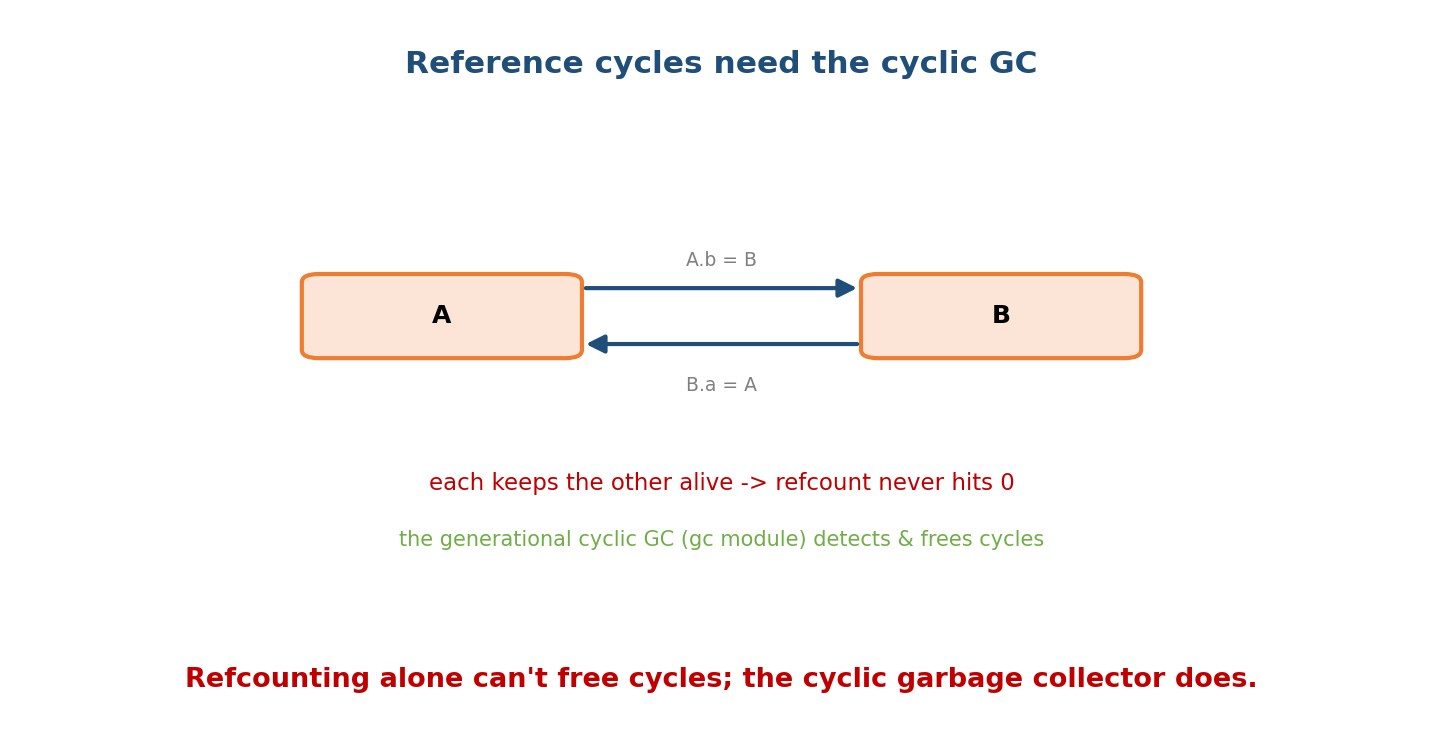 Reference cycles need the cyclic GC
A.b = B
A
B
B.a = A
each keeps the other alive -> refcount never hits 0
the generational cyclic GC (gc module) detects & frees cycles
Refcounting alone can't free cycles; the cyclic garbage collector does.